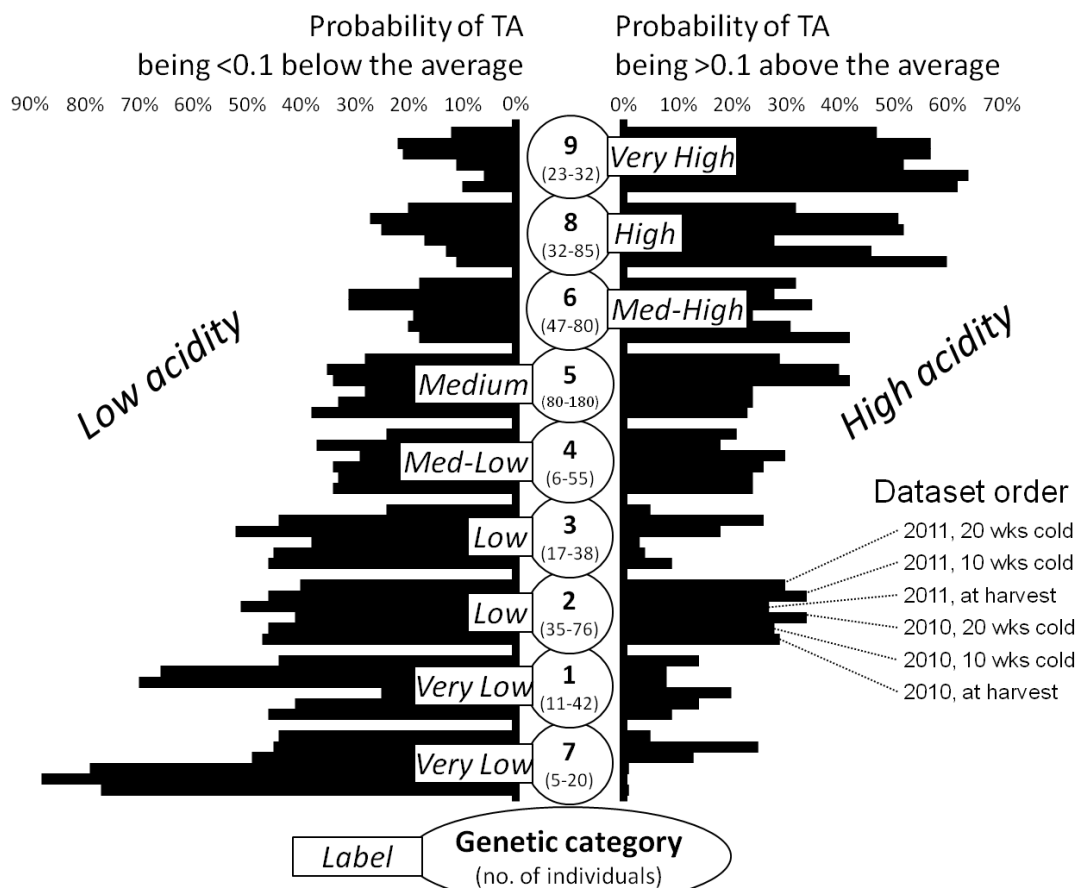 Probability of TA
being <0.1 below the average
Probability of TA
being >0.1 above the average
90% 80% 70% 60% 50% 40% 30% 20% 10% 0%
0% 10% 20% 30% 40% 50% 60% 70%
9
(23-32)
Very High
8
(32-85)
High
6
(47-80)
Med-High
Low acidity
High acidity
Medium
5
(80-180)
Med-Low
4
(6-55)
Low
3
(17-38)
Low
2
(35-76)
Very Low
1
(11-42)
Very Low
7
(5-20)
Dataset order
2011, 20 wks cold
2011, 10 wks cold
2011, at harvest
2010, 20 wks cold
2010, 10 wks cold
2010, at harvest
Label
Genetic category
(no. of individuals)